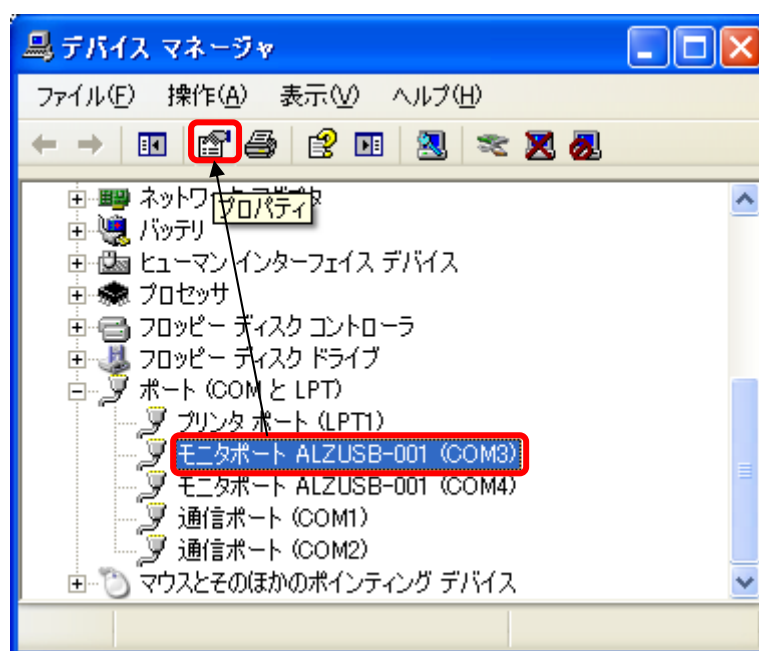 デバイス マネージャ
ファイル(F) 操作(A) 表示(V) ヘルプ(H)
プロパティ
バッテリ
ヒューマン インターフェイス デバイス
プロセッサ
フロッピー ディスク コントローラ
フロッピー ディスク ドライブ
ポート (COM と LPT)
プリンタ ポート (LPT1)
モニタポート ALZUSB-001 (COM3)
モニタポート ALZUSB-001 (COM4)
通信ポート (COM1)
通信ポート (COM2)
マウスとそのほかのポインティング デバイス